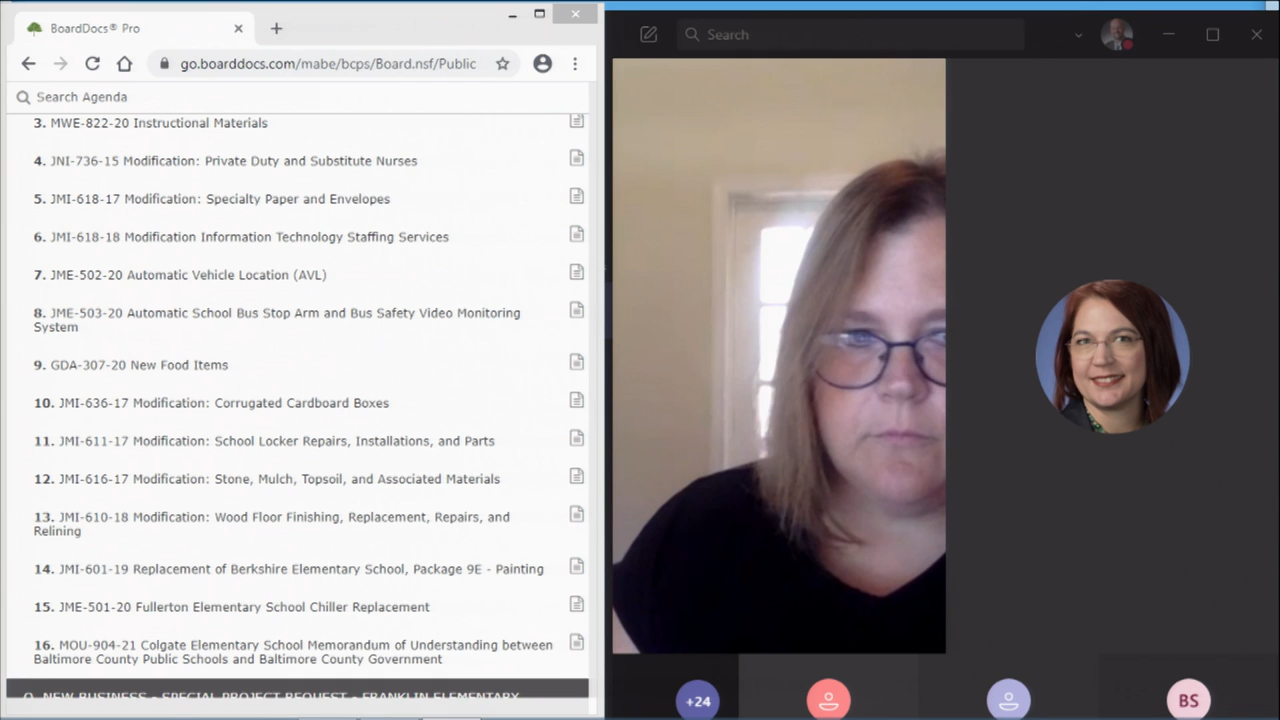 BoardDocs® Pro
go.boarddocs.com/mabe/bcps/Board.nsf/Public
Search Agenda
3. MWE-822-20 Instructional Materials
4. JNI-736-15 Modification: Private Duty and Substitute Nurses
5. JMI-618-17 Modification: Specialty Paper and Envelopes
6. JMI-618-18 Modification Information Technology Staffing Services
7. JME-502-20 Automatic Vehicle Location (AVL)
8. JME-503-20 Automatic School Bus Stop Arm and Bus Safety Video Monitoring
System
9. GDA-307-20 New Food Items
10. JMI-636-17 Modification: Corrugated Cardboard Boxes
11. JMI-611-17 Modification: School Locker Repairs, Installations, and Parts
12. JMI-616-17 Modification: Stone, Mulch, Topsoil, and Associated Materials
13. JMI-610-18 Modification: Wood Floor Finishing, Replacement, Repairs, and
Relining
14. JMI-601-19 Replacement of Berkshire Elementary School, Package 9E - Painting
15. JME-501-20 Fullerton Elementary School Chiller Replacement
16. MOU-904-21 Colgate Elementary School Memorandum of Understanding between
Baltimore County Public Schools and Baltimore County Government
NEW BUSINESS - SPECIAL PROJECT REQUEST - FRANKLIN ELEMENTARY
Search
+24
BS